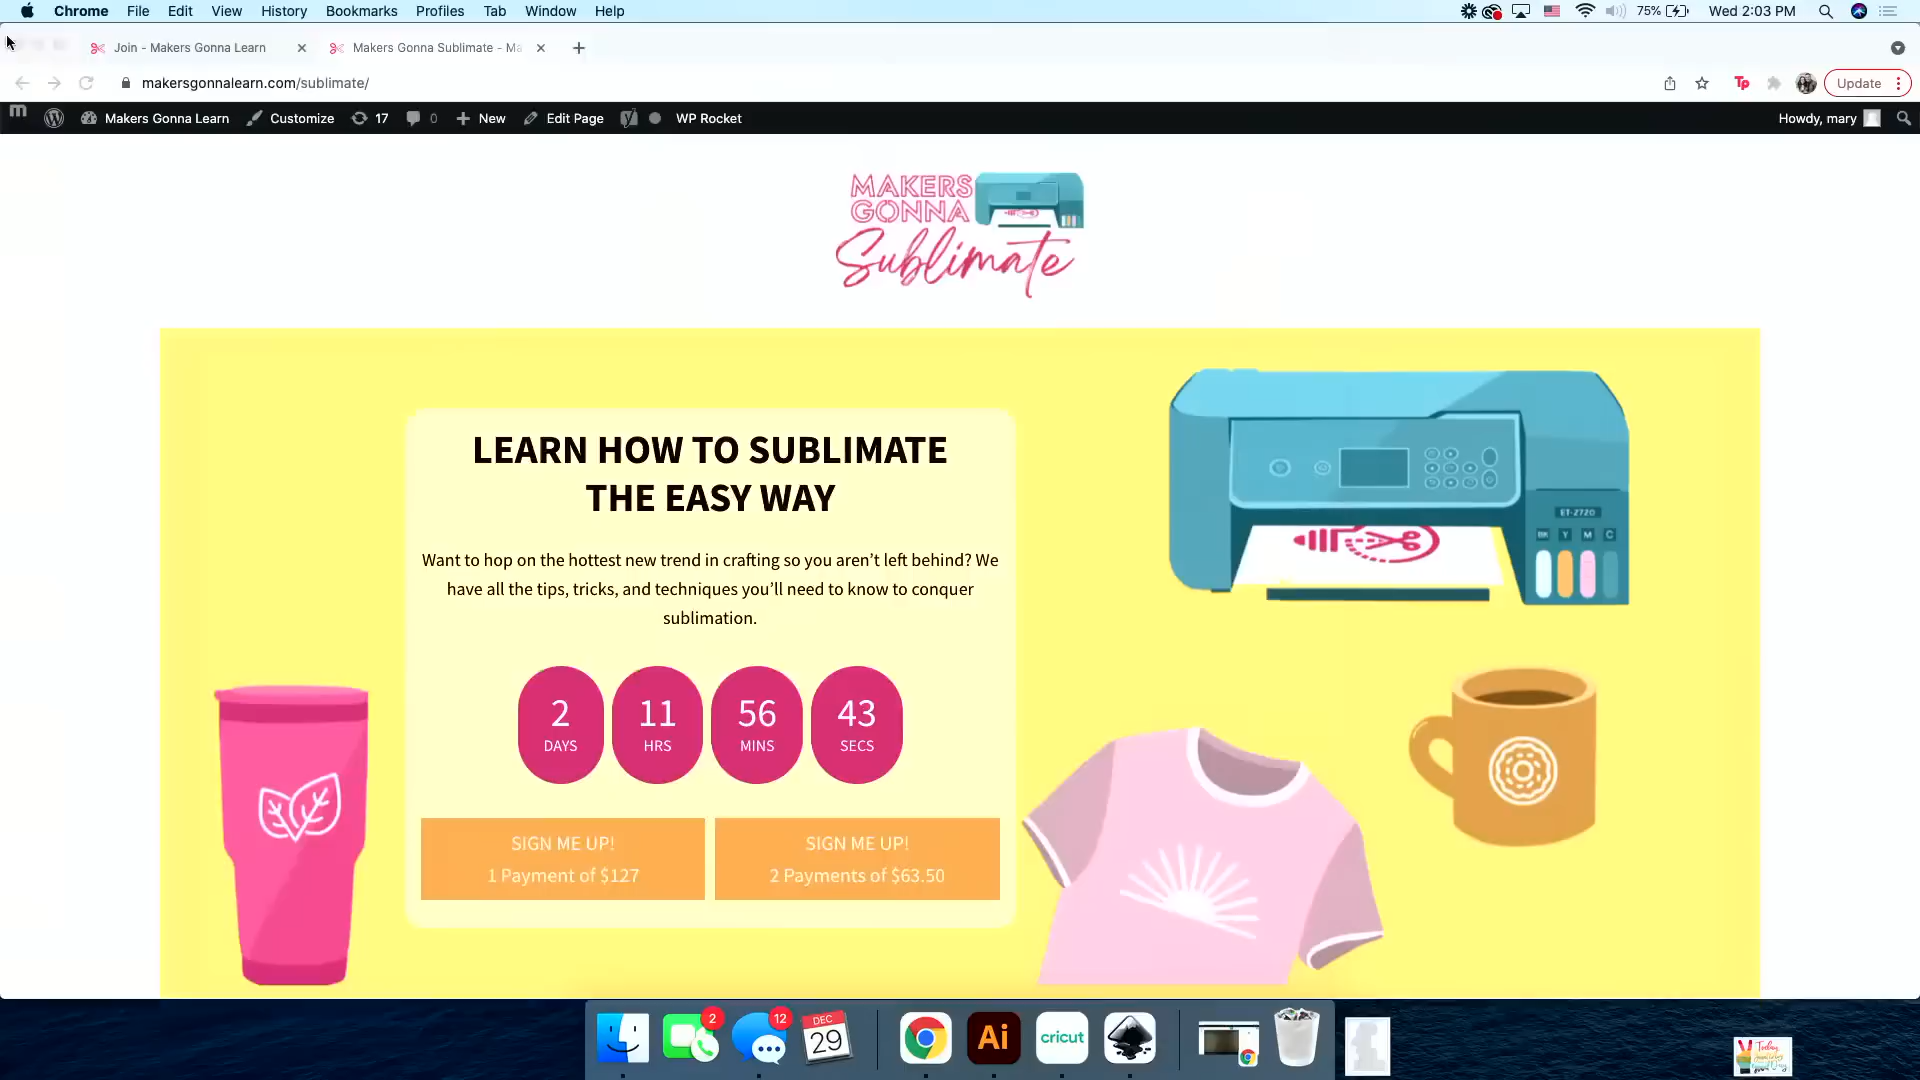 Chrome File Edit View History Bookmarks Profiles Tab Window Help 75% Wed 2:03 PM
Join - Makers Gonna Learn Makers Gonna Sublimate - Ma
makersgonnalearn.com/sublimate/ Tp Update
Makers Gonna Learn Customize 17 0 New Edit Page WP Rocket Howdy, mary
MAKERS
GONNA
Sublimate
LEARN HOW TO SUBLIMATE
THE EASY WAY
Want to hop on the hottest new trend in crafting so you aren’t left behind? We
have all the tips, tricks, and techniques you’ll need to know to conquer
sublimation.
2 11 56 43
DAYS HRS MINS SECS
SIGN ME UP! SIGN ME UP!
1 Payment of $127 2 Payments of $63.50
ET-2720
BK Y M C
2 12 DEC
29 Ai cricut